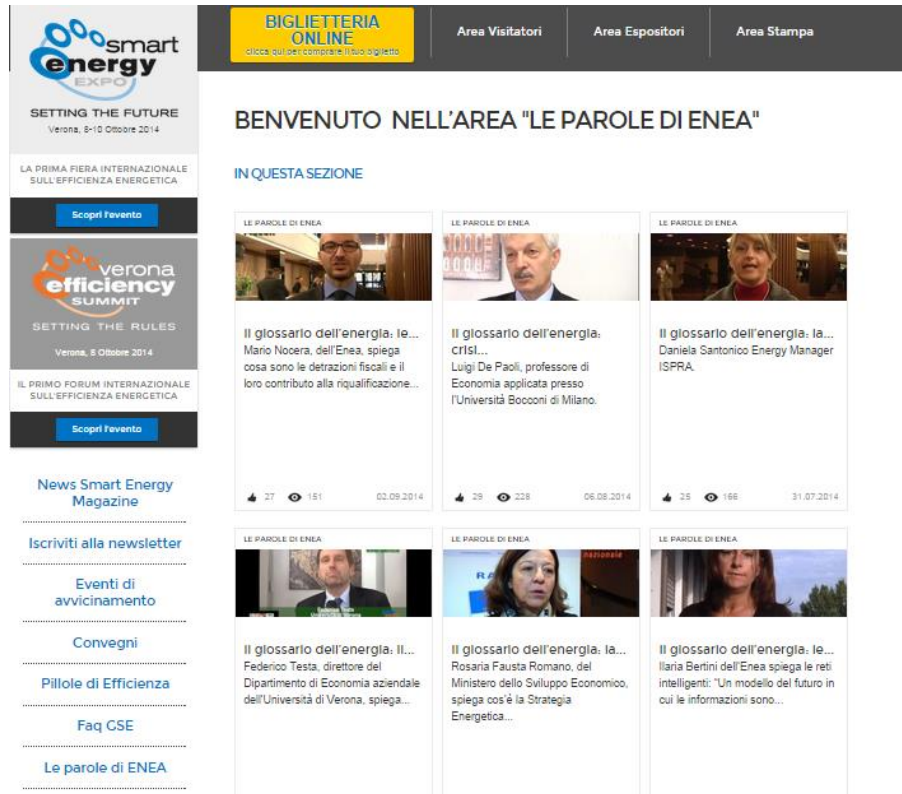 smart
energy
EXPO
SETTING THE FUTURE
Verona, 8-10 Ottobre 2014
LA PRIMA FIERA INTERNAZIONALE
SULL'EFFICIENZA ENERGETICA
Scopri l'evento
verona
efficiency
SUMMIT
SETTING THE RULES
Verona, 8 Ottobre 2014
IL PRIMO FORUM INTERNAZIONALE
SULL'EFFICIENZA ENERGETICA
Scopri l'evento
News Smart Energy
Magazine
Iscriviti alla newsletter
Eventi di
avvicinamento
Convegni
Pillole di Efficienza
Faq GSE
Le parole di ENEA
BIGLIETTERIA
ONLINE
clicca qui per comprare il tuo biglietto
Area Visitatori
Area Espositori
Area Stampa
BENVENUTO NELL'AREA "LE PAROLE DI ENEA"
IN QUESTA SEZIONE
LE PAROLE DI ENEA
Il glossario dell'energia: le...
Mario Nocera, dell'Enea, spiega
cosa sono le detrazioni fiscali e il
loro contributo alla riqualificazione...
27 151 02.09.2014
LE PAROLE DI ENEA
Il glossario dell'energia:
crisi...
Luigi De Paoli, professore di
Economia applicata presso
l'Università Bocconi di Milano.
29 228 06.08.2014
LE PAROLE DI ENEA
Il glossario dell'energia: la...
Daniela Santonico Energy Manager
ISPRA.
25 166 31.07.2014
LE PAROLE DI ENEA
Federico Testa
Il glossario dell'energia: il...
Federico Testa, direttore del
Dipartimento di Economia aziendale
dell'Università di Verona, spiega...
LE PAROLE DI ENEA
nazionale
RA
Il glossario dell'energia: la...
Rosaria Fausta Romano, del
Ministero dello Sviluppo Economico,
spiega cos'è la Strategia
Energetica...
LE PAROLE DI ENEA
Il glossario dell'energia: le...
Ilaria Bertini dell'Enea spiega le reti
intelligenti: "Un modello del futuro in
cui le informazioni sono...